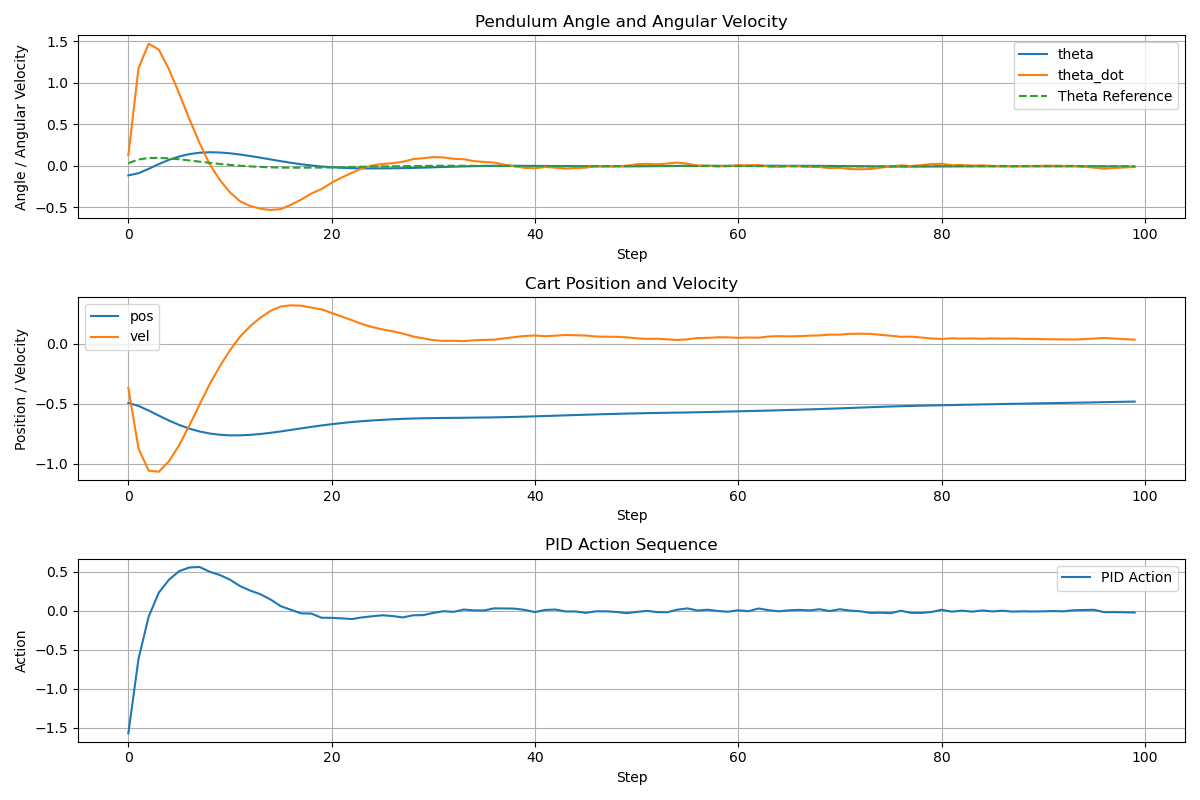 Pendulum Angle and Angular Velocity
Angle / Angular Velocity
1.5
1.0
0.5
0.0
−0.5
theta
theta_dot
Theta Reference
0 20 40 60 80 100
Step
Cart Position and Velocity
Position / Velocity
0.0
−0.5
−1.0
pos
vel
0 20 40 60 80 100
Step
PID Action Sequence
Action
0.5
0.0
−0.5
−1.0
−1.5
PID Action
0 20 40 60 80 100
Step